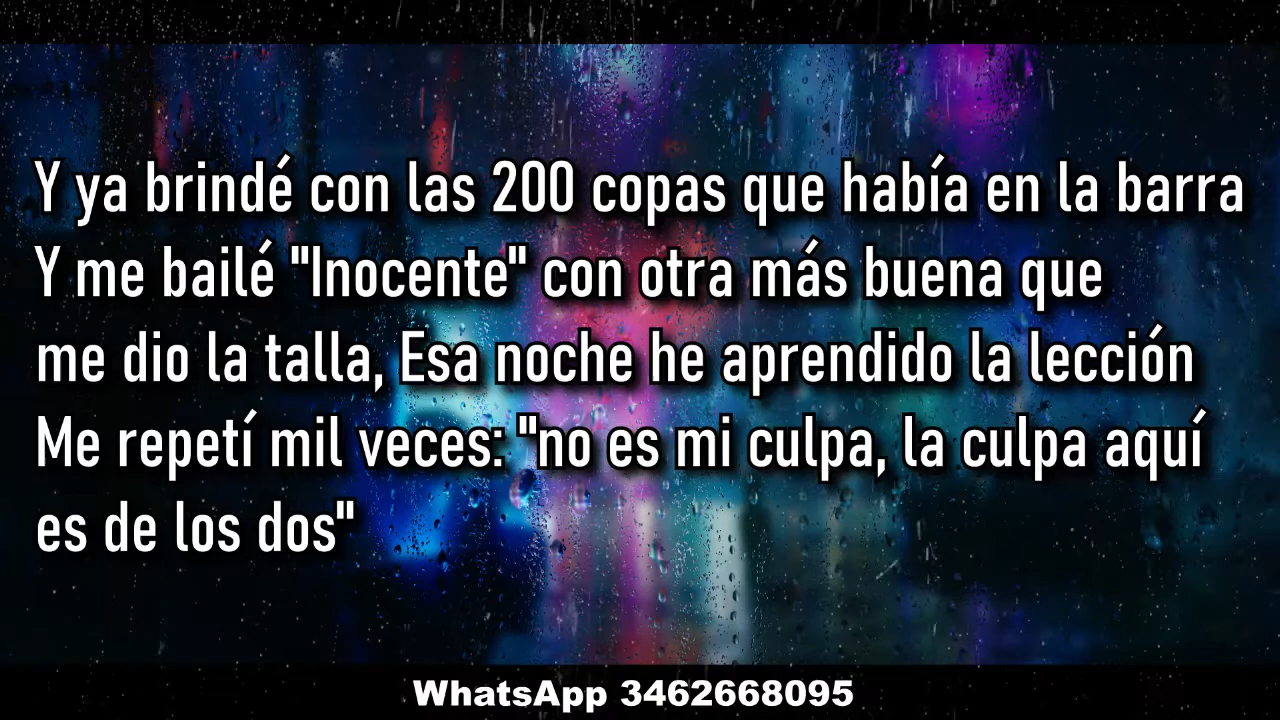 Y ya brindé con las 200 copas que había en la barra
Y me bailé "Inocente" con otra más buena que
me dio la talla, Esa noche he aprendido la lección
Me repetí mil veces: "no es mi culpa, la culpa aquí
es de los dos"
WhatsApp 3462668095